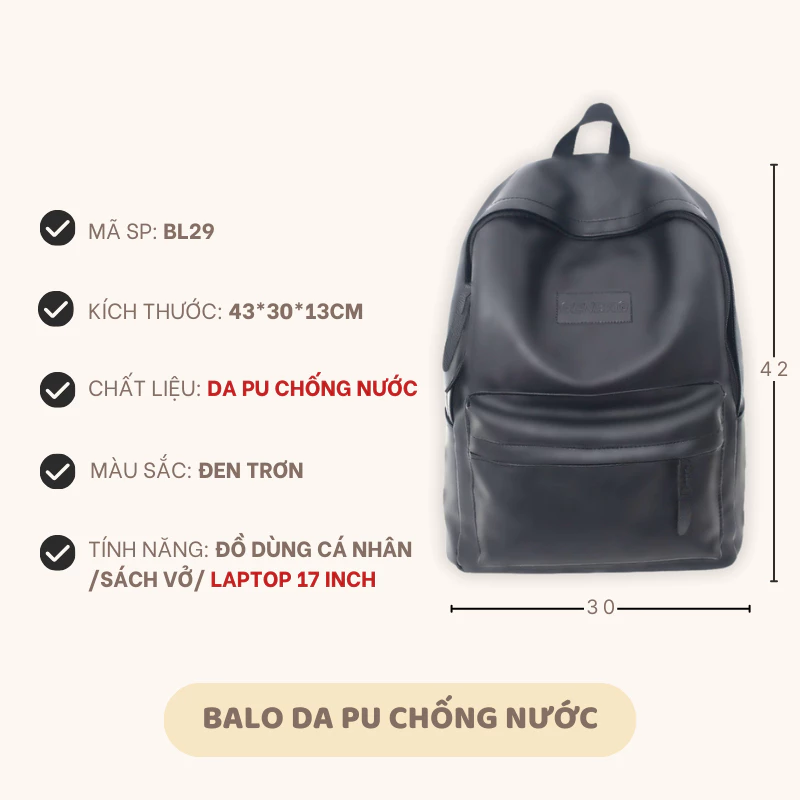 MÃ SP: BL29
KÍCH THƯỚC: 43*30*13CM
CHẤT LIỆU: DA PU CHỐNG NƯỚC
MÀU SẮC: ĐEN TRƠN
TÍNH NĂNG: ĐỒ DÙNG CÁ NHÂN
/SÁCH VỞ/ LAPTOP 17 INCH
42
30
BALO DA PU CHỐNG NƯỚC